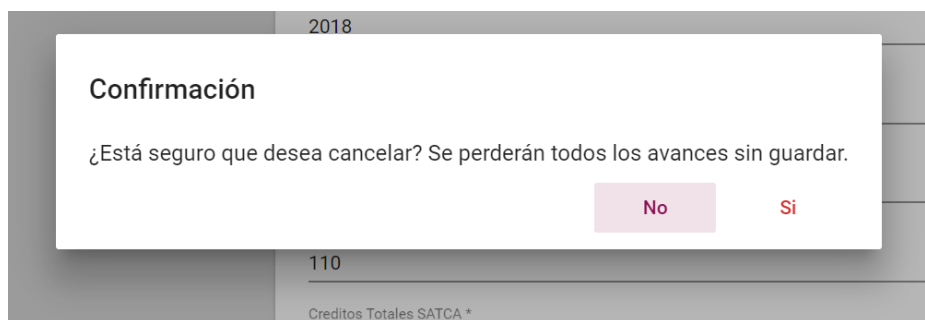 2018
Confirmación
¿Está seguro que desea cancelar? Se perderán todos los avances sin guardar.
No Si
110
Creditos Totales SATCA *